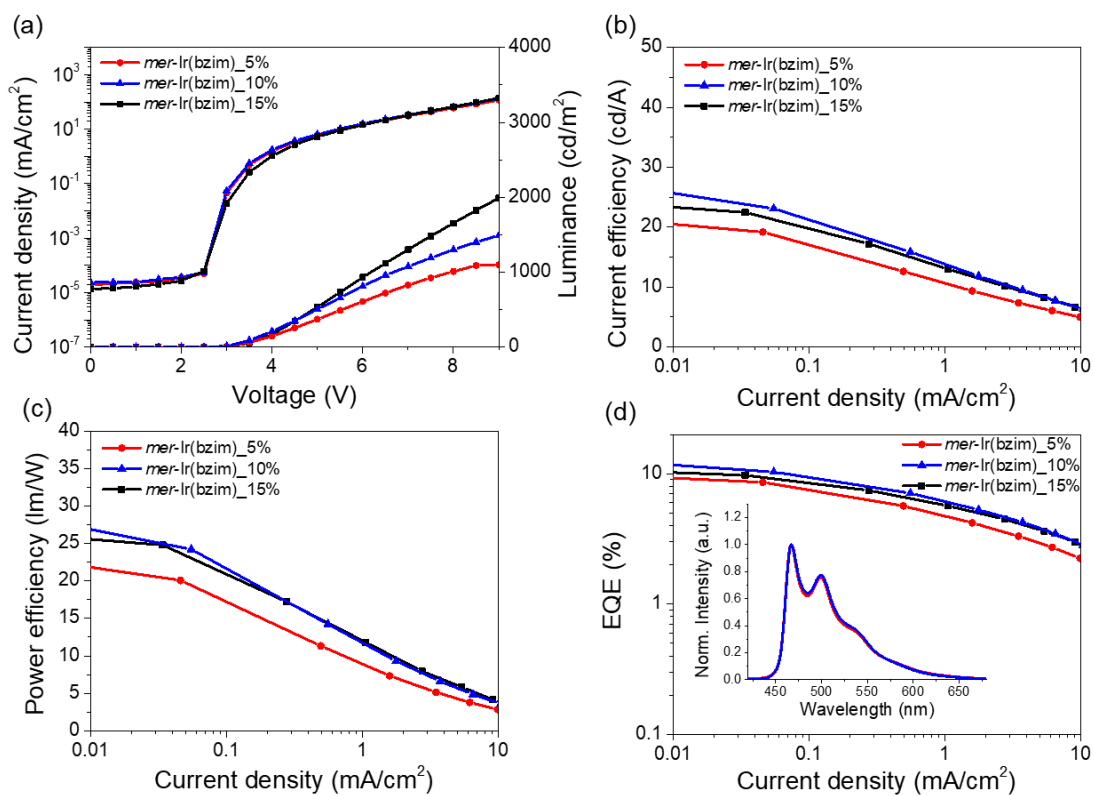 (a)
mer-Ir(bzim)_5%
mer-Ir(bzim)_10%
mer-Ir(bzim)_15%
10³
10¹
10⁻¹
10⁻³
10⁻⁵
10⁻⁷
Current density (mA/cm²)
0 2 4 6 8
Voltage (V)
4000
3000
2000
1000
0
Luminance (cd/m²)
(b)
mer-Ir(bzim)_5%
mer-Ir(bzim)_10%
mer-Ir(bzim)_15%
50
40
30
20
10
0
Current efficiency (cd/A)
0.01 0.1 1 10
Current density (mA/cm²)
(c)
mer-Ir(bzim)_5%
mer-Ir(bzim)_10%
mer-Ir(bzim)_15%
40
35
30
25
20
15
10
5
0
Power efficiency (lm/W)
0.01 0.1 1 10
Current density (mA/cm²)
(d)
mer-Ir(bzim)_5%
mer-Ir(bzim)_10%
mer-Ir(bzim)_15%
10
1
0.1
EQE (%)
1.2
1.0
0.8
0.6
0.4
0.2
0.0
Norm. Intensity (a.u.)
450 500 550 600 650
Wavelength (nm)
0.01 0.1 1 10
Current density (mA/cm²)